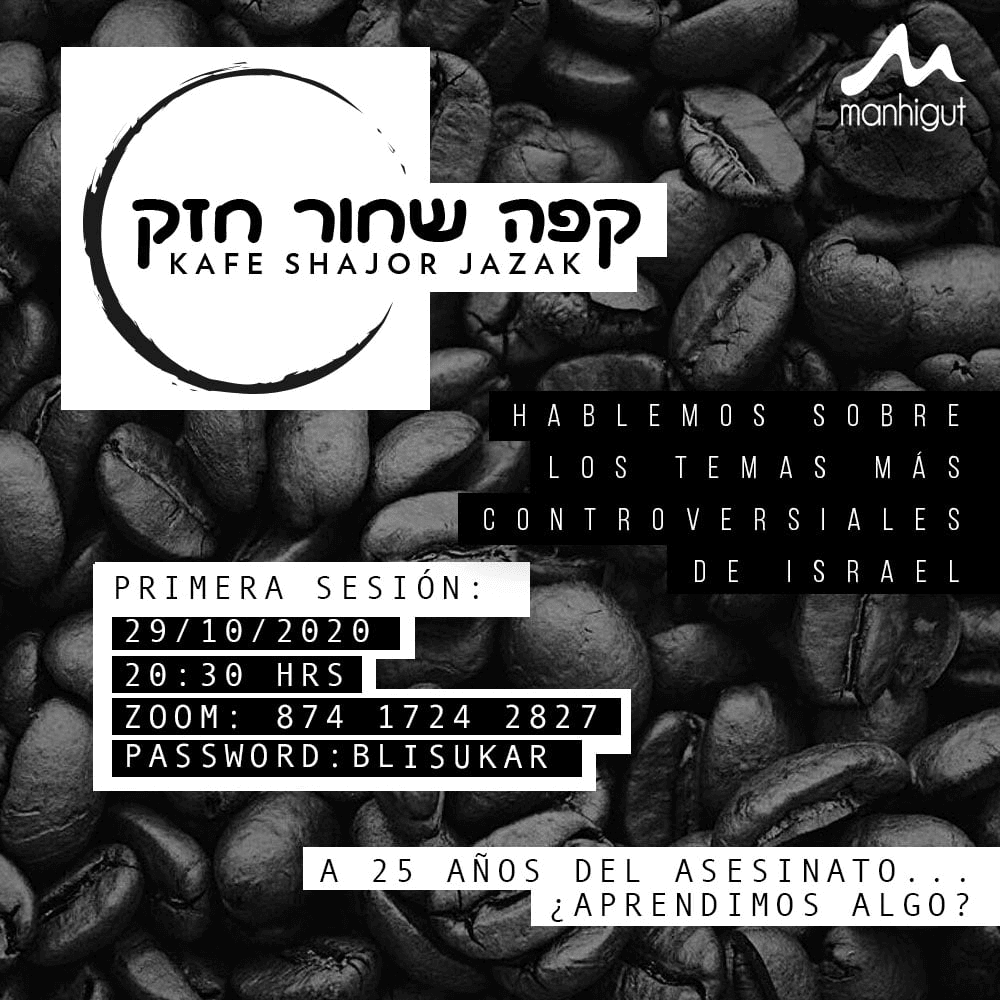 manhigut
קפה שחור חזק
KAFE SHAJOR JAZAK
HABLEMOS SOBRE
LOS TEMAS MÁS
CONTROVERSIALES
DE ISRAEL
PRIMERA SESIÓN:
29/10/2020
20:30 HRS
ZOOM: 874 1724 2827
PASSWORD:BLISUKAR
A 25 AÑOS DEL ASESINATO...
¿APRENDIMOS ALGO?